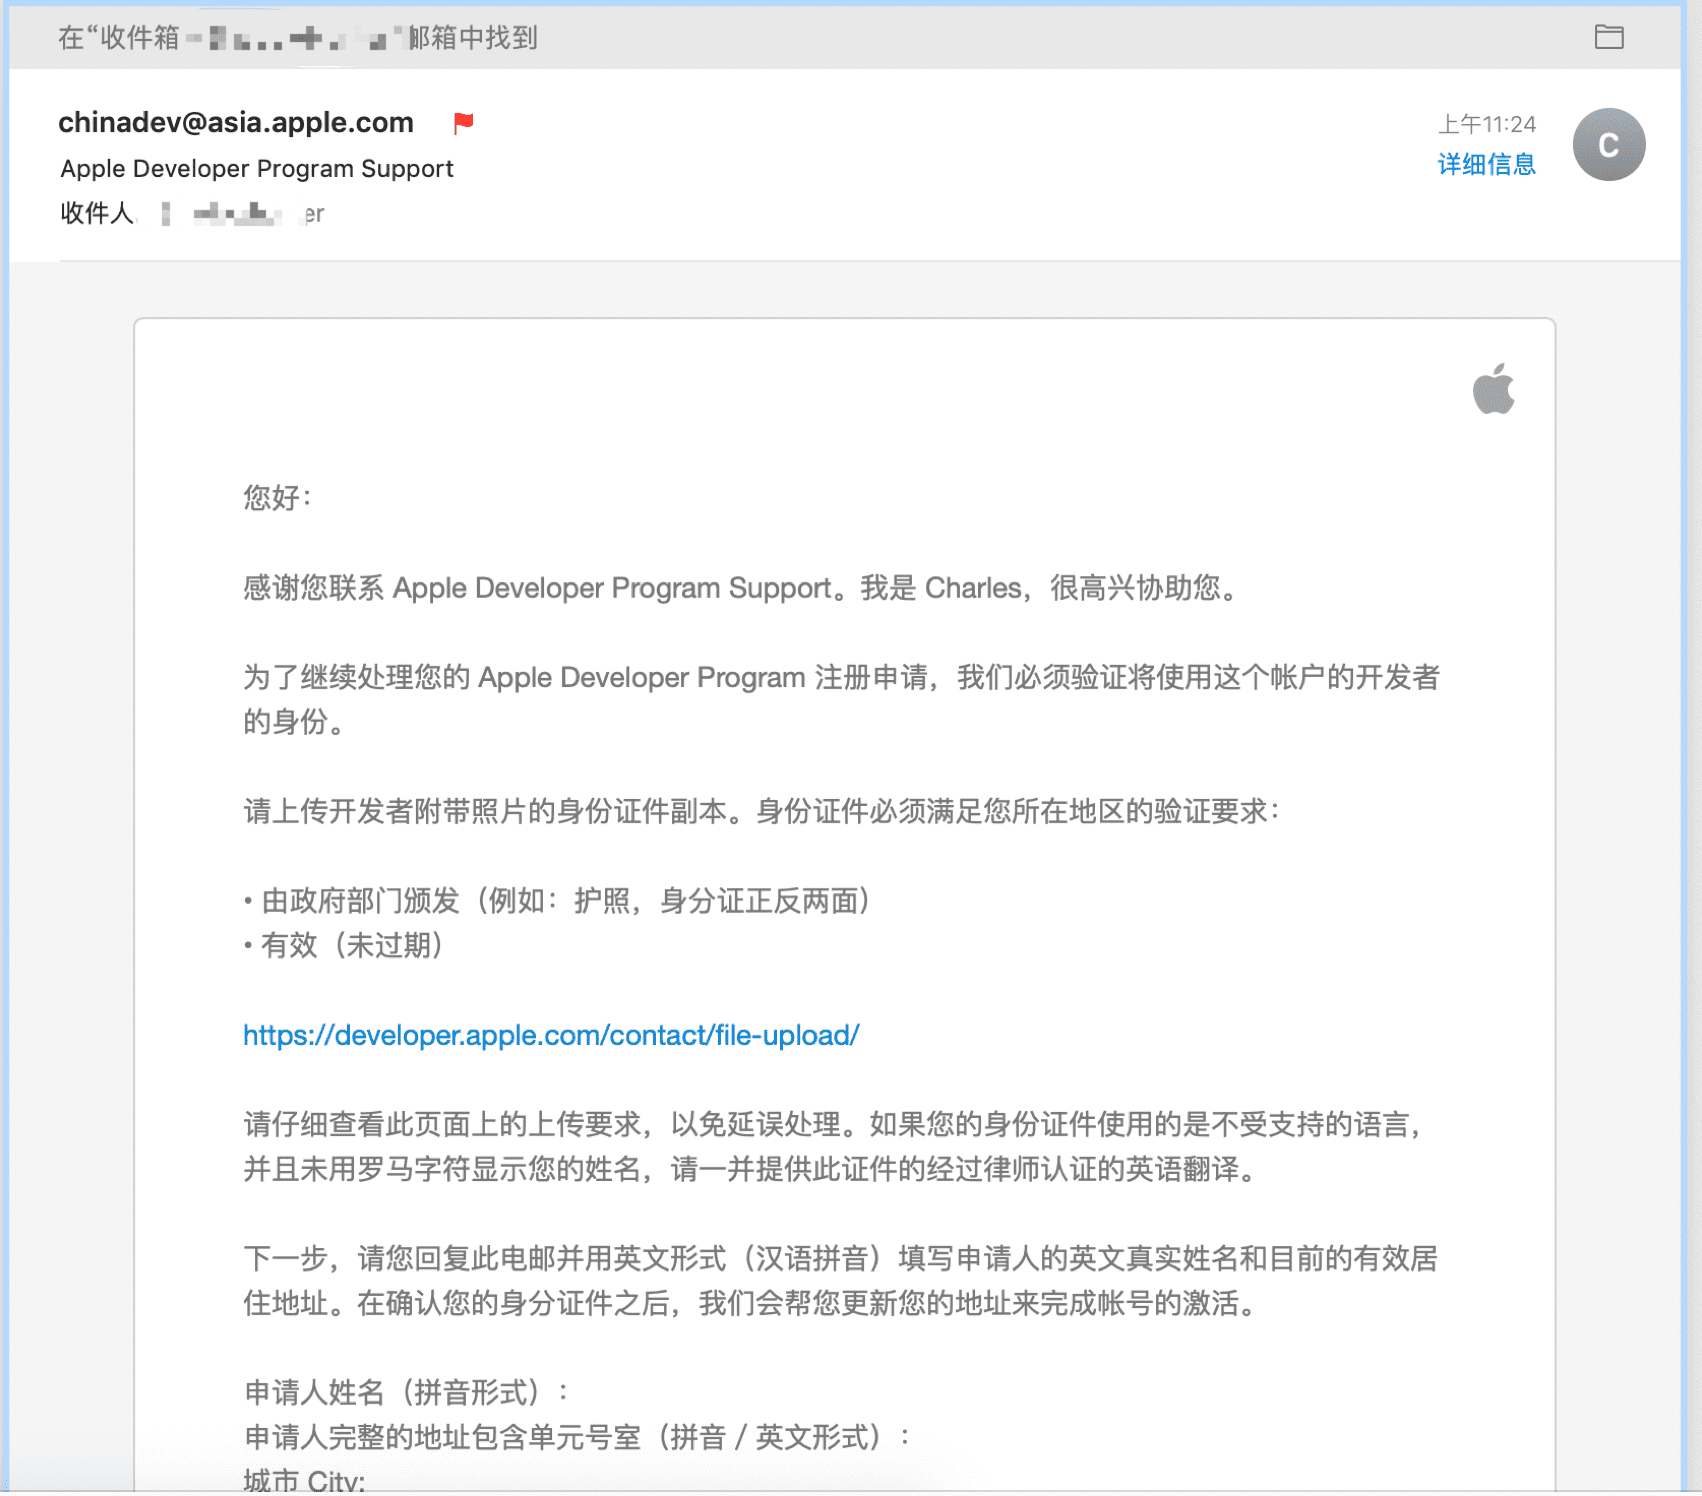 在“收件箱
邮箱中找到
chinadev@asia.apple.com
上午11:24
C
Apple Developer Program Support
详细信息
收件人
er
您好：
感谢您联系 Apple Developer Program Support。我是 Charles，很高兴协助您。
为了继续处理您的 Apple Developer Program 注册申请，我们必须验证将使用这个帐户的开发者
的身份。
请上传开发者附带照片的身份证件副本。身份证件必须满足您所在地区的验证要求：
• 由政府部门颁发（例如：护照，身分证正反两面）
• 有效（未过期）
https://developer.apple.com/contact/file-upload/
请仔细查看此页面上的上传要求，以免延误处理。如果您的身份证件使用的是不受支持的语言，
并且未用罗马字符显示您的姓名，请一并提供此证件的经过律师认证的英语翻译。
下一步，请您回复此电邮并用英文形式（汉语拼音）填写申请人的英文真实姓名和目前的有效居
住地址。在确认您的身分证件之后，我们会帮您更新您的地址来完成帐号的激活。
申请人姓名（拼音形式）：
申请人完整的地址包含单元号室（拼音 / 英文形式）：
城市 City: